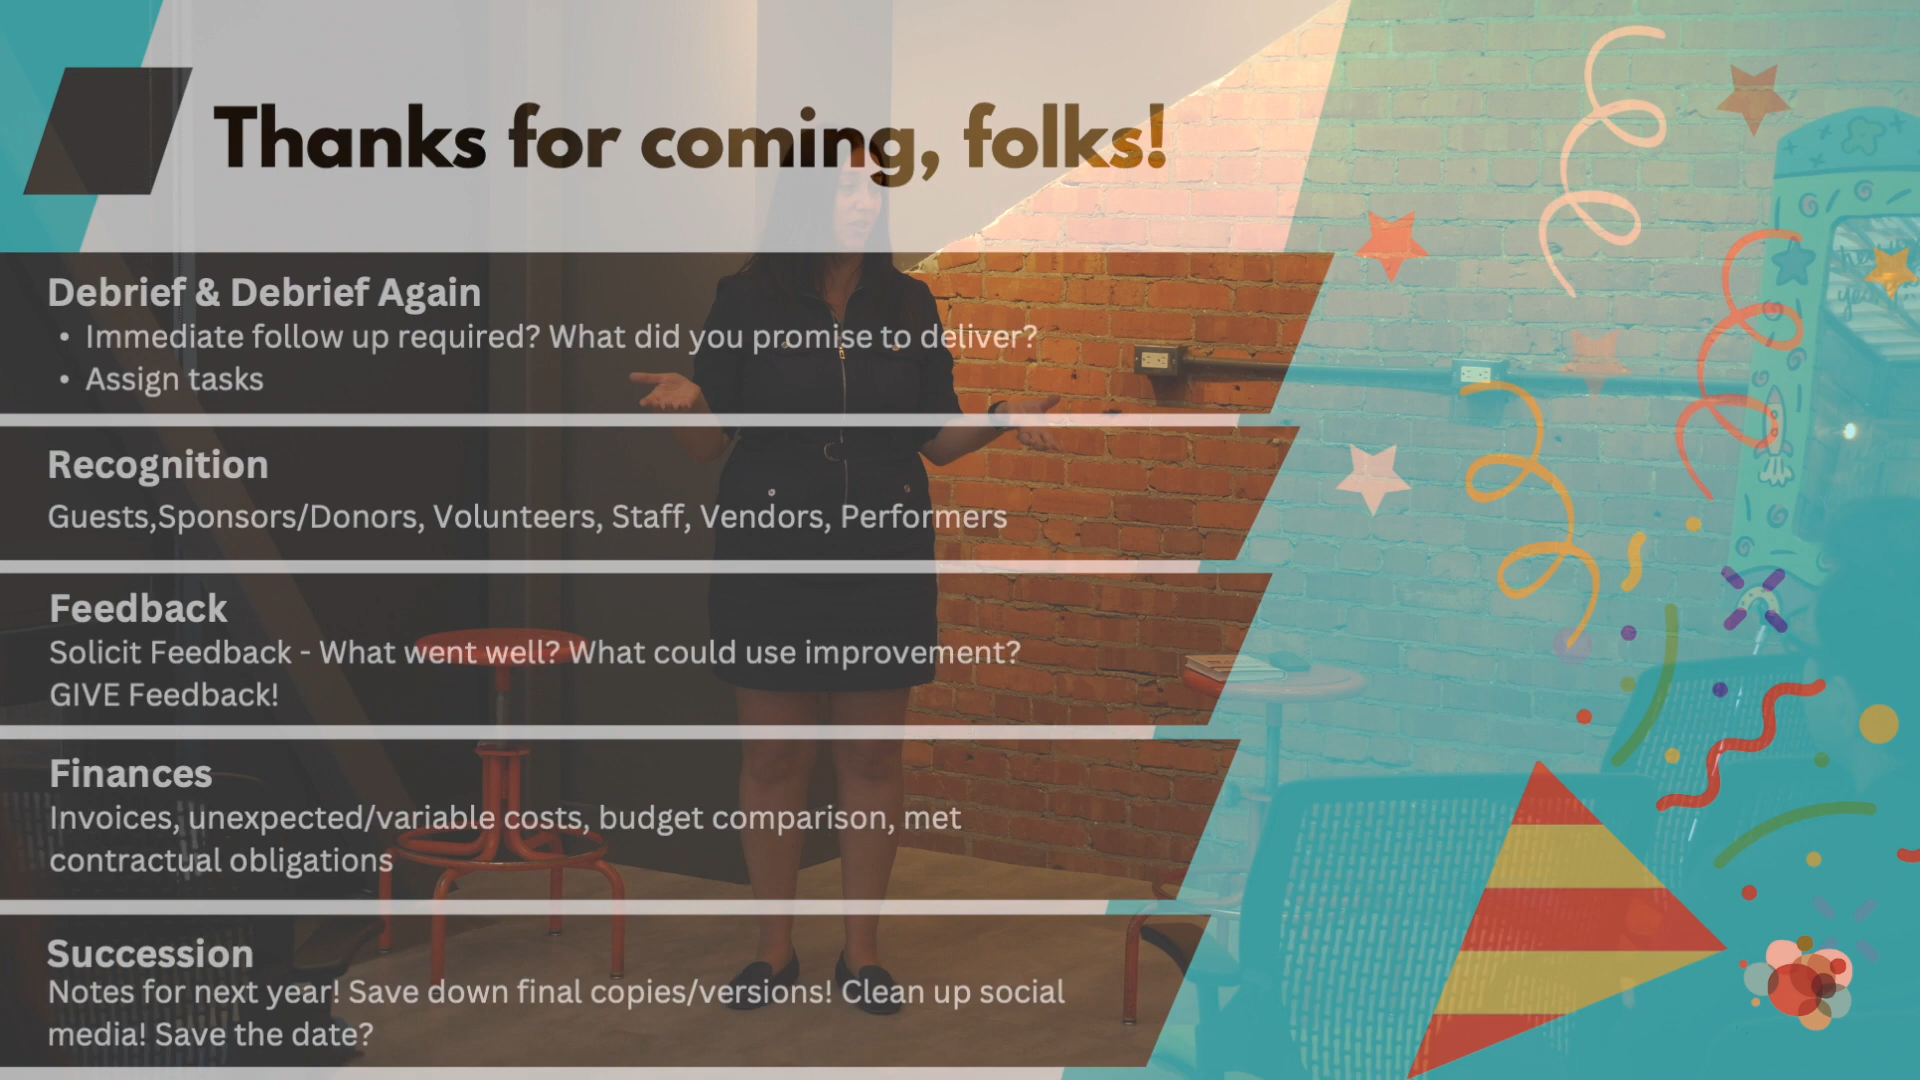 Thanks for coming, folks!
Debrief & Debrief Again
• Immediate follow up required? What did you promise to deliver?
• Assign tasks
Recognition
Guests,Sponsors/Donors, Volunteers, Staff, Vendors, Performers
Feedback
Solicit Feedback - What went well? What could use improvement?
GIVE Feedback!
Finances
Invoices, unexpected/variable costs, budget comparison, met
contractual obligations
Succession
Notes for next year! Save down final copies/versions! Clean up social
media! Save the date?